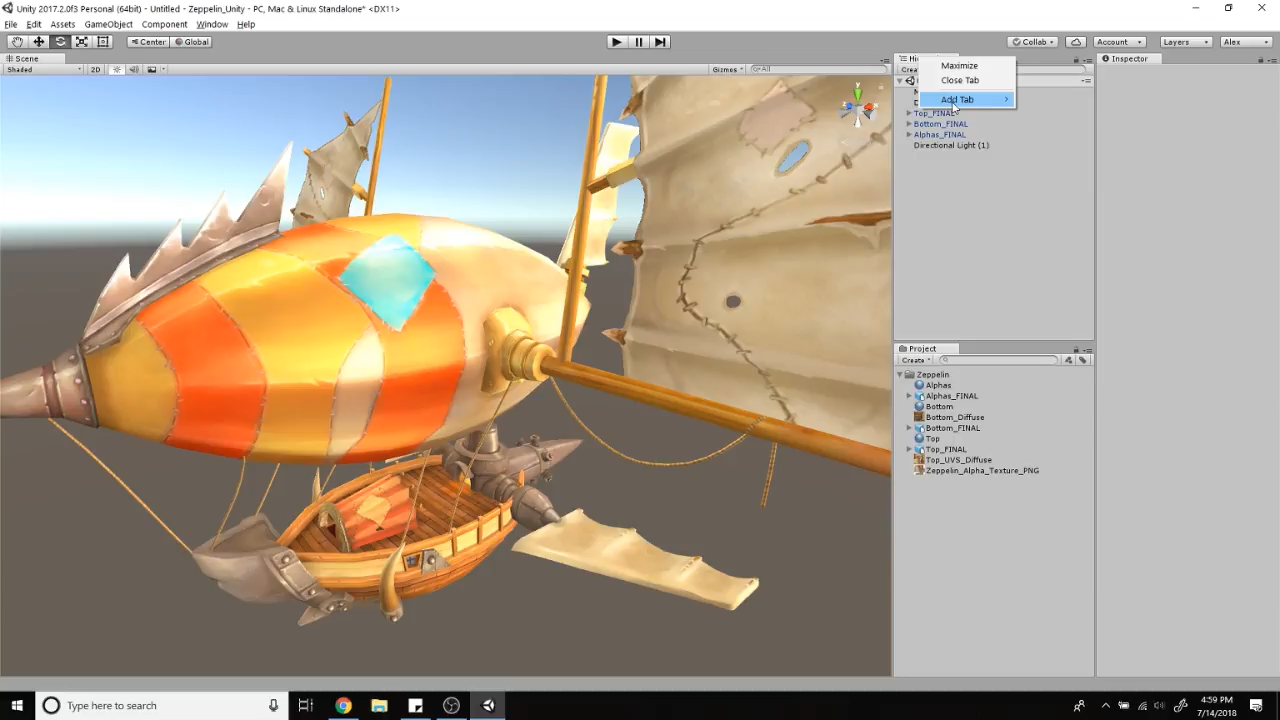 Unity 2017.2.0f3 Personal (64bit) - Untitled - Zeppelin_Unity - PC, Mac & Linux Standalone* <DX11>
File Edit Assets GameObject Component Window Help
Center Global Collab Account Layers Alex
Scene
Shaded 2D Gizmos All
Maximize
Close Tab
Add Tab
Top_FINAL
Bottom_FINAL
Alphas_FINAL
Directional Light (1)
Inspector
Project
Create
Zeppelin
Alphas
Alphas_FINAL
Bottom
Bottom_Diffuse
Bottom_FINAL
Top
Top_FINAL
Top_UVS_Diffuse
Zeppelin_Alpha_Texture_PNG
Type here to search
4:59 PM
7/14/2018